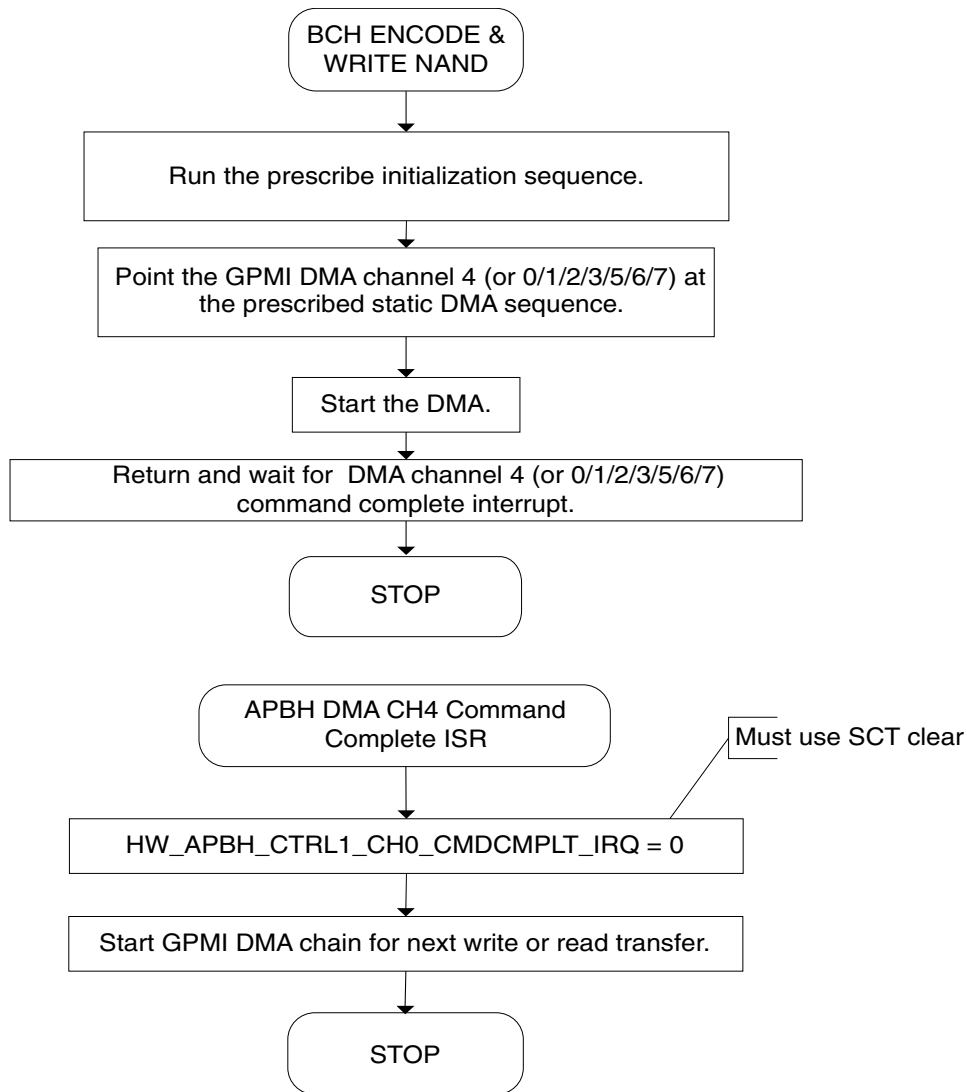 BCH ENCODE &
WRITE NAND
Run the prescribe initialization sequence.
Point the GPMI DMA channel 4 (or 0/1/2/3/5/6/7) at
the prescribed static DMA sequence.
Start the DMA.
Return and wait for DMA channel 4 (or 0/1/2/3/5/6/7)
command complete interrupt.
STOP
APBH DMA CH4 Command
Complete ISR
Must use SCT clear
HW_APBH_CTRL1_CH0_CMDCMPLT_IRQ = 0
Start GPMI DMA chain for next write or read transfer.
STOP